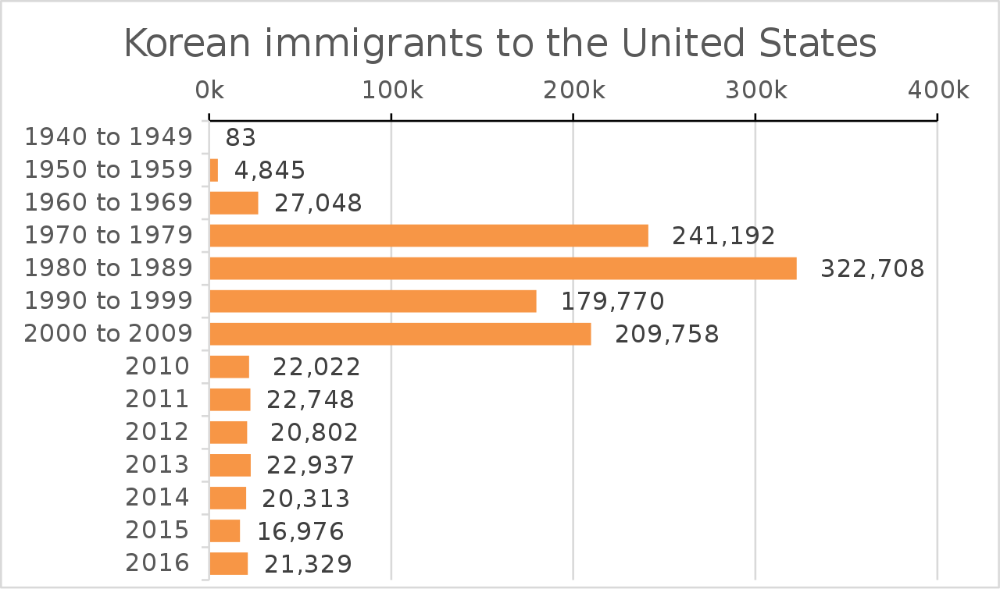 Korean immigrants to the United States
0k 100k 200k 300k 400k
1940 to 1949 83
1950 to 1959 4,845
1960 to 1969 27,048
1970 to 1979 241,192
1980 to 1989 322,708
1990 to 1999 179,770
2000 to 2009 209,758
2010 22,022
2011 22,748
2012 20,802
2013 22,937
2014 20,313
2015 16,976
2016 21,329